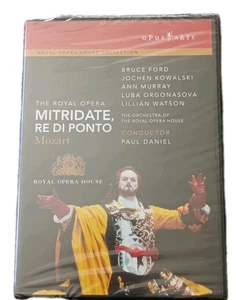 OPUS ARTE
ROYAL OPERA HOUSE COLLECTION
BRUCE FORD
JOCHEN KOWALSKI
ANN MURRAY
LUBA ORGONASOVA
LILLIAN WATSON
THE ROYAL OPERA
MITRIDATE,
RE DI PONTO
Mozart
THE ORCHESTRA OF
THE ROYAL OPERA HOUSE
CONDUCTOR
PAUL DANIEL
ROYAL OPERA HOUSE